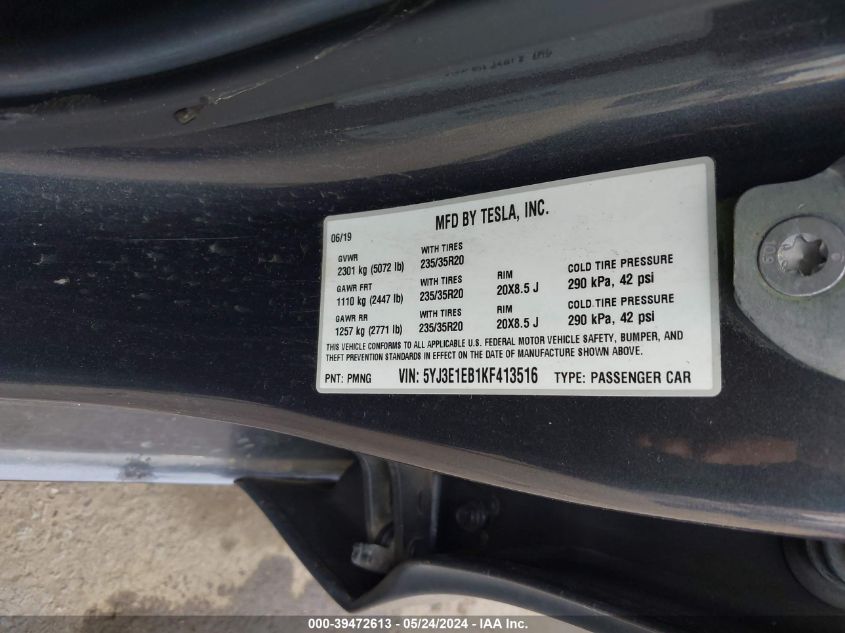 MFD BY TESLA, INC.
06/19
GVWR
2301 kg (5072 lb)
WITH TIRES
235/35R20
GAWR FRT
1110 kg (2447 lb)
WITH TIRES
235/35R20
RIM
20X8.5 J
COLD TIRE PRESSURE
290 kPa, 42 psi
GAWR RR
1257 kg (2771 lb)
WITH TIRES
235/35R20
RIM
20X8.5 J
COLD TIRE PRESSURE
290 kPa, 42 psi
THIS VEHICLE CONFORMS TO ALL APPLICABLE U.S. FEDERAL MOTOR VEHICLE SAFETY, BUMPER, AND
THEFT PREVENTION STANDARDS IN EFFECT ON THE DATE OF MANUFACTURE SHOWN ABOVE.
PNT: PMNG VIN: 5YJ3E1EB1KF413516 TYPE: PASSENGER CAR
000-39472613 - 05/24/2024 - IAAI.com